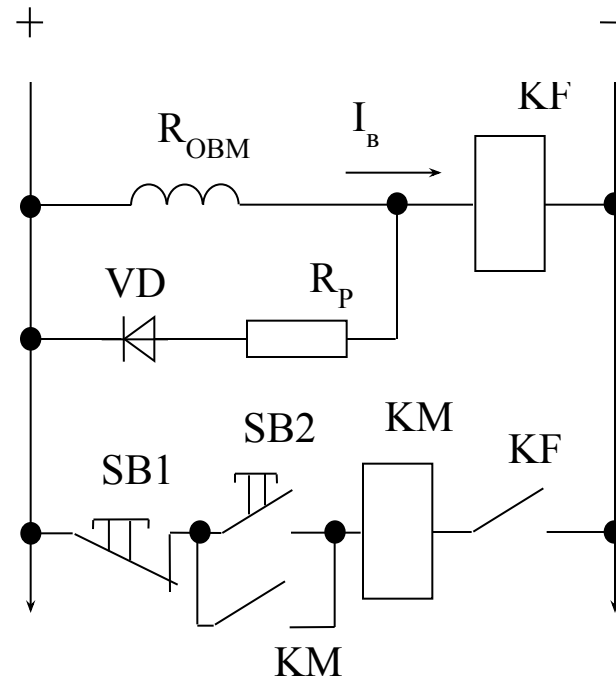 + −
KF
R_OBM I_в
VD R_P
KM
SB2 KF
SB1
KM